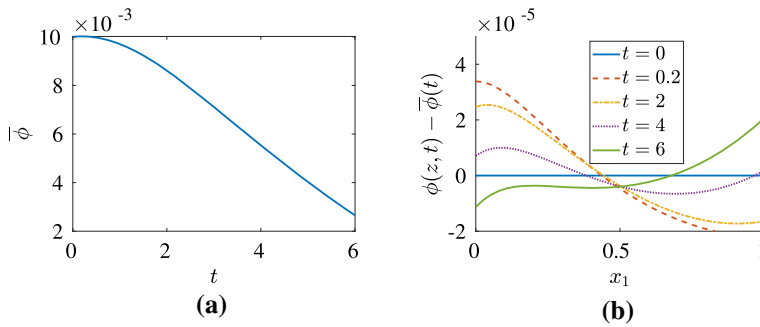 ×10 -3
10
8
6
4
2
ϕ̅
0 2 4 6
t
(a)
×10 -5
4
2
0
-2
ϕ(z, t) − ϕ̅(t)
t = 0
t = 0.2
t = 2
t = 4
t = 6
0 0.5
x1
(b)